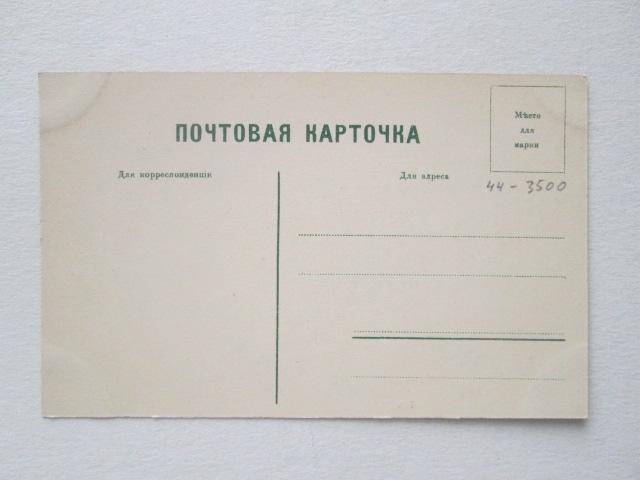 ПОЧТОВАЯ КАРТОЧКА
Мѣсто
для
марки
Для корреспонденцiи
Для адреса
44-3500